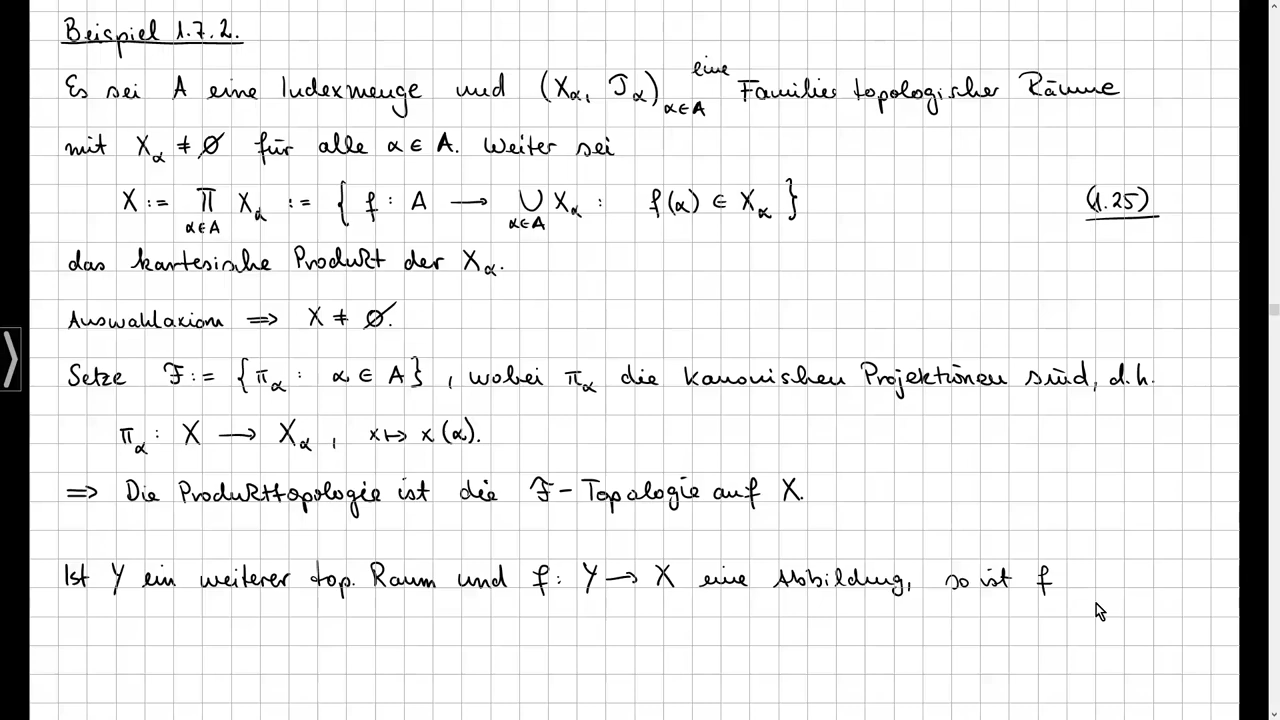 Beispiel 1.7.2.
Es sei A eine Indexmenge und (X_α, 𝒯_α)_{α∈A} eine Familie topologischer Räume
mit X_α ≠ ∅ für alle α ∈ A. Weiter sei
X := ∏_{α∈A} X_α := { f : A ⟶ ∪_{α∈A} X_α : f(α) ∈ X_α } (1.25)
das kartesische Produkt der X_α.
Auswahlaxiom ⟹ X ≠ ∅.
Setze ℱ := {π_α : α ∈ A}, wobei π_α die kanonischen Projektionen sind, d.h.
π_α : X ⟶ X_α, x ↦ x(α).
⟹ Die Produkttopologie ist die ℱ-Topologie auf X.
Ist Y ein weiterer top. Raum und f : Y ⟶ X eine Abbildung, so ist f